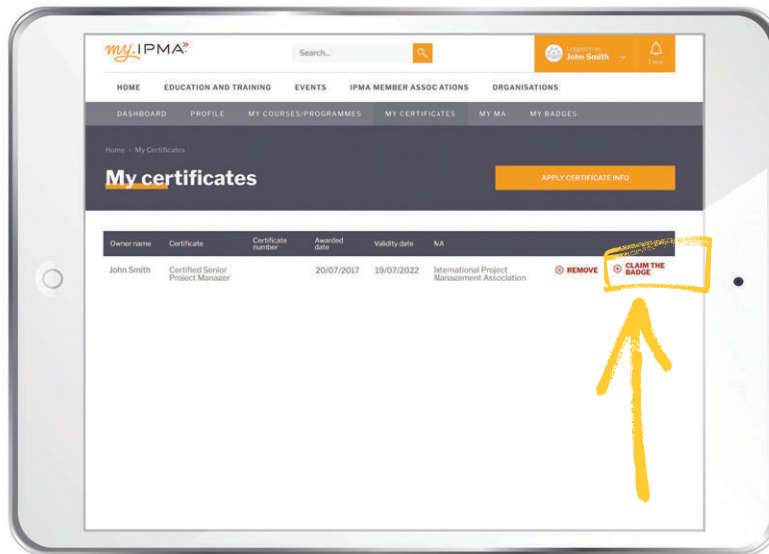 my.IPMA
Search...
Logged in as
John Smith
HOME EDUCATION AND TRAINING EVENTS IPMA MEMBER ASSOC ATIONS ORGANISATIONS
DASHBOARD PROFILE MY COURSES/PROGRAMMES MY CERTIFICATES MY MA MY BADGES
Home › My Certificates
My certificates
APPLY CERTIFICATE INFO
Owner name Certificate Certificate number Awarded date Validity date NA
John Smith Certified Senior Project Manager 20/07/2017 19/07/2022 International Project Management Association REMOVE CLAIM THE BADGE